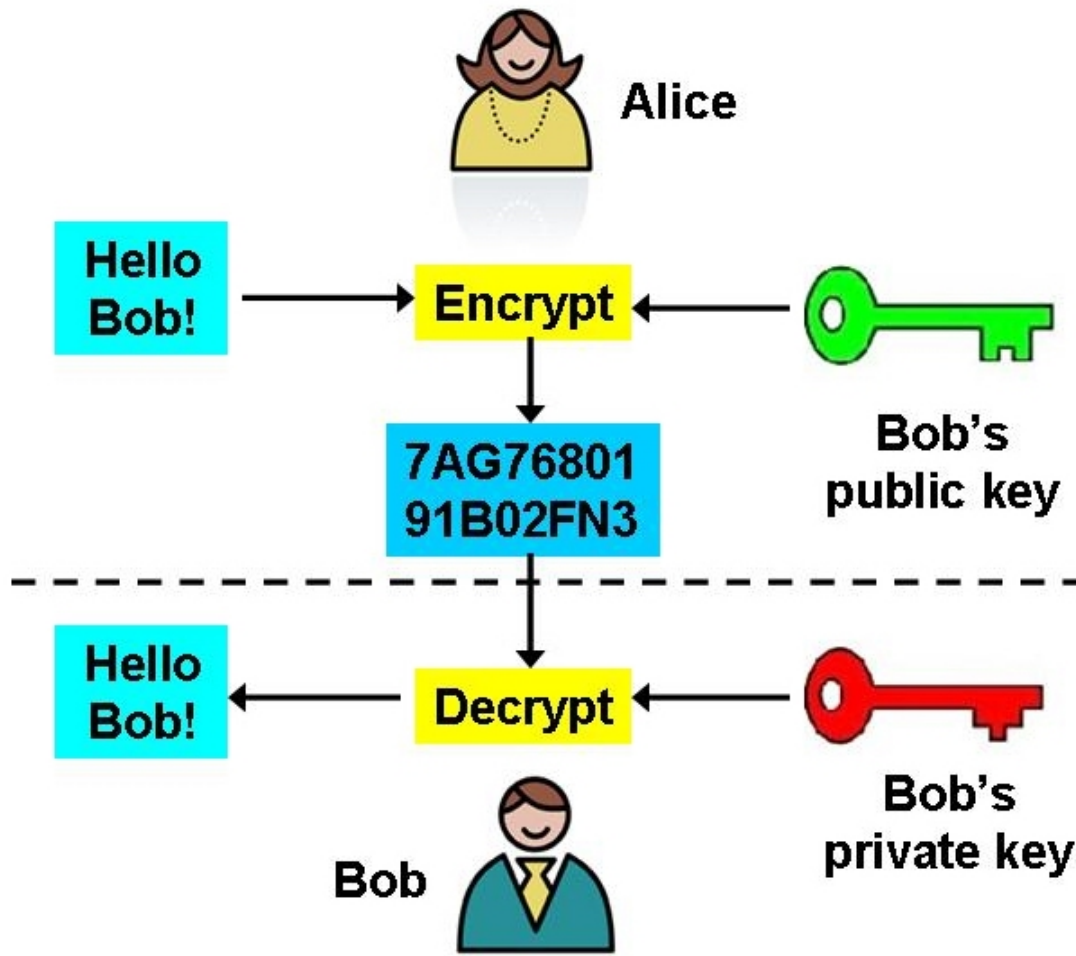 Alice
Hello
Bob!
Encrypt
7AG76801
91B02FN3
Bob’s
public key
Hello
Bob!
Decrypt
Bob’s
private key
Bob